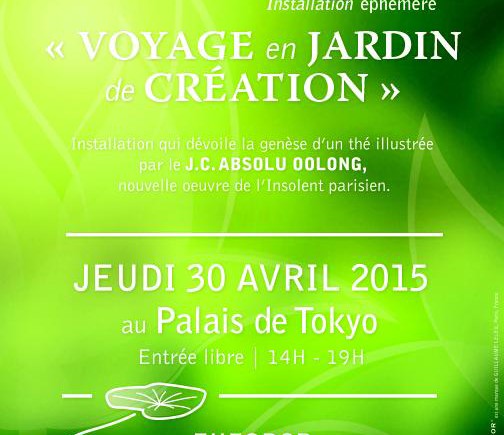 Installation éphémère
« VOYAGE en JARDIN
de CRÉATION »
Installation qui dévoile la genèse d'un thé illustrée
par le J.C. ABSOLU OOLONG,
nouvelle oeuvre de l'Insolent parisien.
JEUDI 30 AVRIL 2015
au Palais de Tokyo
Entrée libre | 14H - 19H